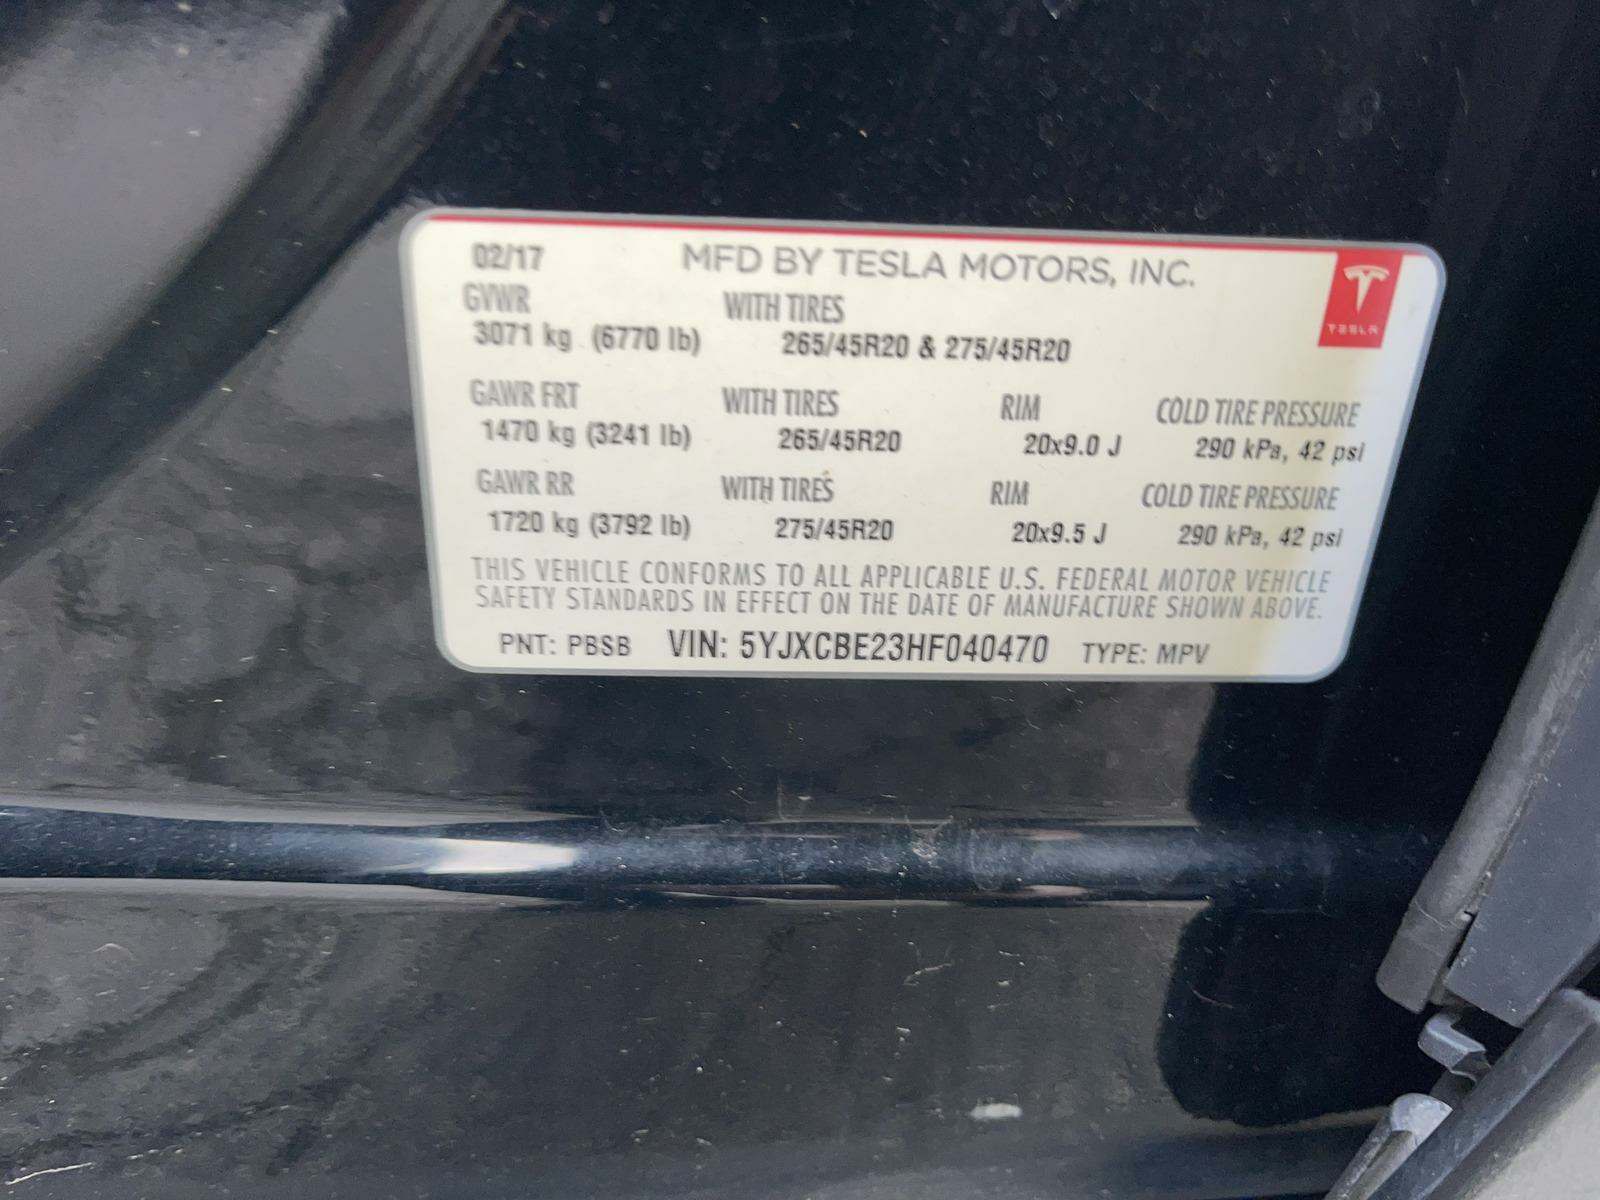 02/17 MFD BY TESLA MOTORS, INC.
GVWR WITH TIRES
3071 kg (6770 lb) 265/45R20 & 275/45R20
TESLA
GAWR FRT WITH TIRES RIM COLD TIRE PRESSURE
1470 kg (3241 lb) 265/45R20 20x9.0 J 290 kPa, 42 psi
GAWR RR WITH TIRES RIM COLD TIRE PRESSURE
1720 kg (3792 lb) 275/45R20 20x9.5 J 290 kPa, 42 psi
THIS VEHICLE CONFORMS TO ALL APPLICABLE U.S. FEDERAL MOTOR VEHICLE
SAFETY STANDARDS IN EFFECT ON THE DATE OF MANUFACTURE SHOWN ABOVE.
PNT: PBSB VIN: 5YJXCBE23HF040470 TYPE: MPV